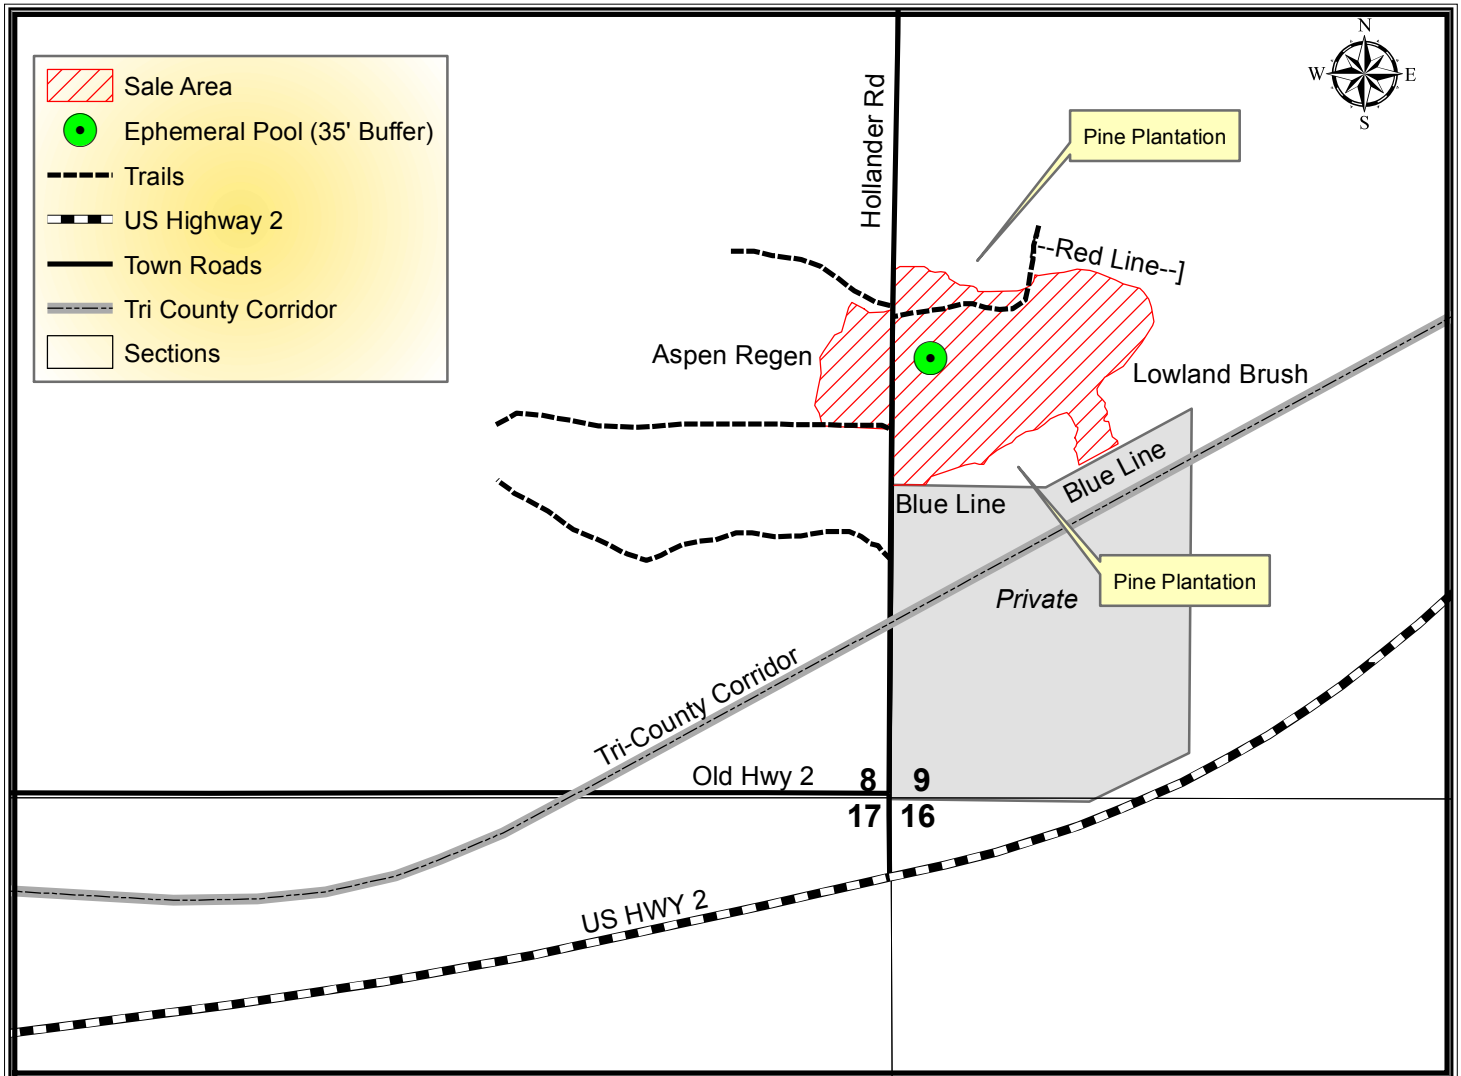 N
W E
S
Sale Area
Ephemeral Pool (35' Buffer)
Trails
US Highway 2
Town Roads
Tri County Corridor
Sections
Hollander Rd
Pine Plantation
[--Red Line--]
Aspen Regen
Lowland Brush
Blue Line
Blue Line
Pine Plantation
Private
Tri-County Corridor
Old Hwy 2
8 9
17 16
US HWY 2